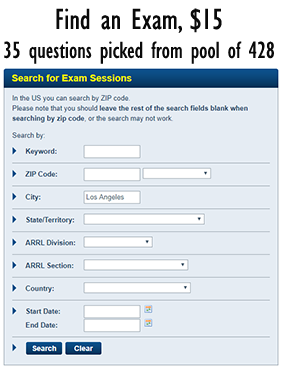 Find an Exam, $15
35 questions picked from pool of 428
Search for Exam Sessions
In the US you can search by ZIP code.
Please note that you should leave the rest of the search fields blank when
searching by zip code, or the search may not work.
Search by:
Keyword:
ZIP Code:
City: Los Angeles
State/Territory:
ARRL Division:
ARRL Section:
Country:
Start Date:
End Date:
Search Clear